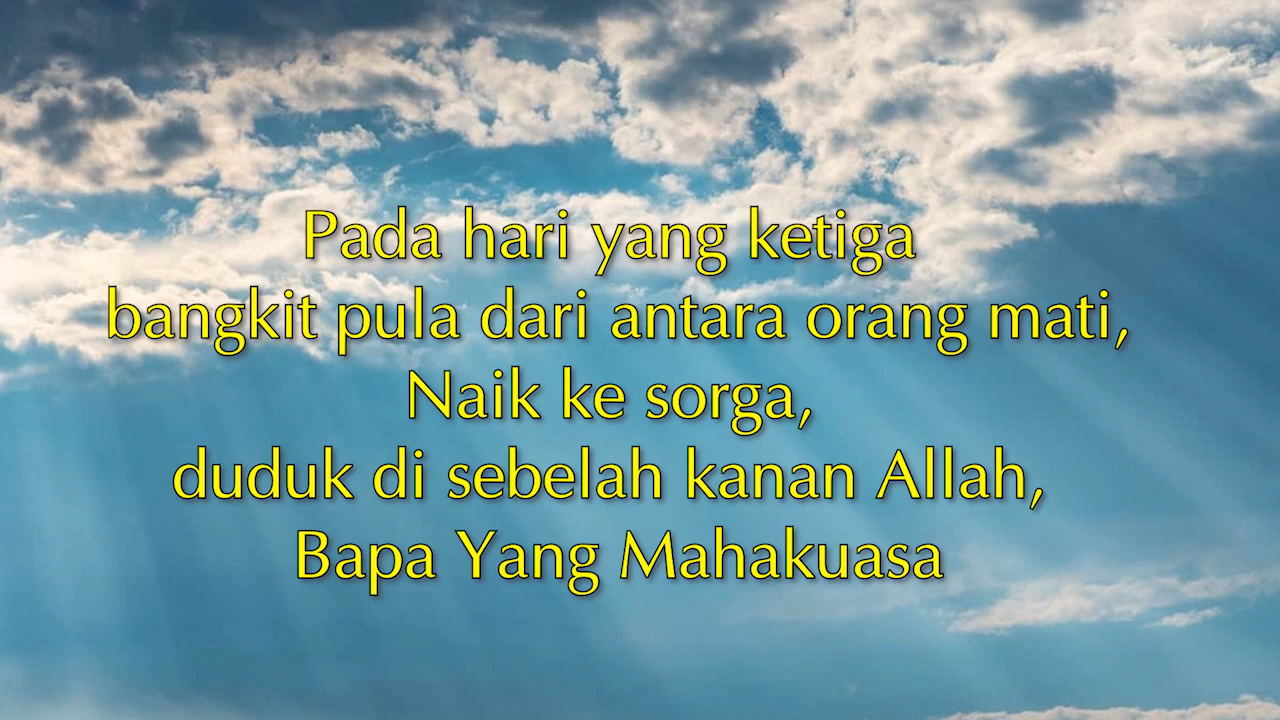 Pada hari yang ketiga
bangkit pula dari antara orang mati,
Naik ke sorga,
duduk di sebelah kanan Allah,
Bapa Yang Mahakuasa